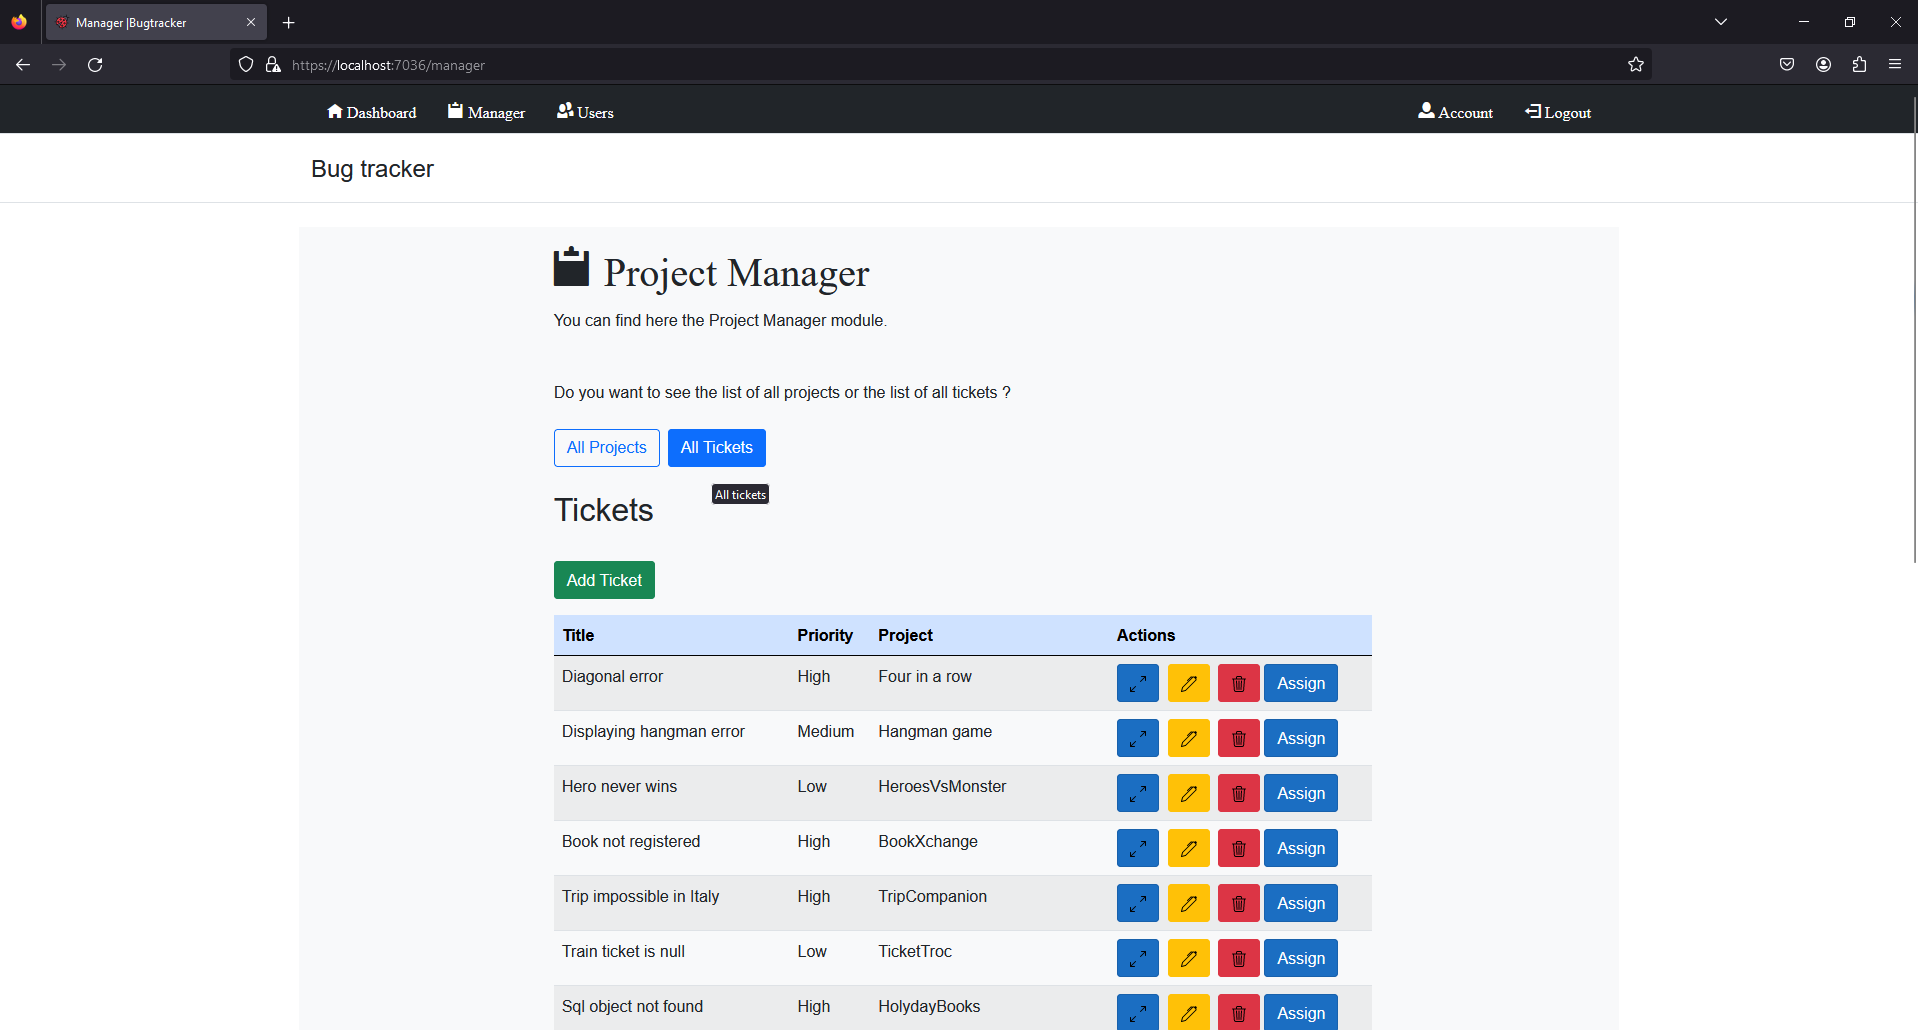 Manager |Bugtracker
https://localhost:7036/manager
Dashboard Manager Users Account Logout
Bug tracker
Project Manager
You can find here the Project Manager module.
Do you want to see the list of all projects or the list of all tickets ?
All Projects All Tickets
All tickets
Tickets
Add Ticket
Title Priority Project Actions
Diagonal error High Four in a row Assign
Displaying hangman error Medium Hangman game Assign
Hero never wins Low HeroesVsMonster Assign
Book not registered High BookXchange Assign
Trip impossible in Italy High TripCompanion Assign
Train ticket is null Low TicketTroc Assign
Sql object not found High HolydayBooks Assign